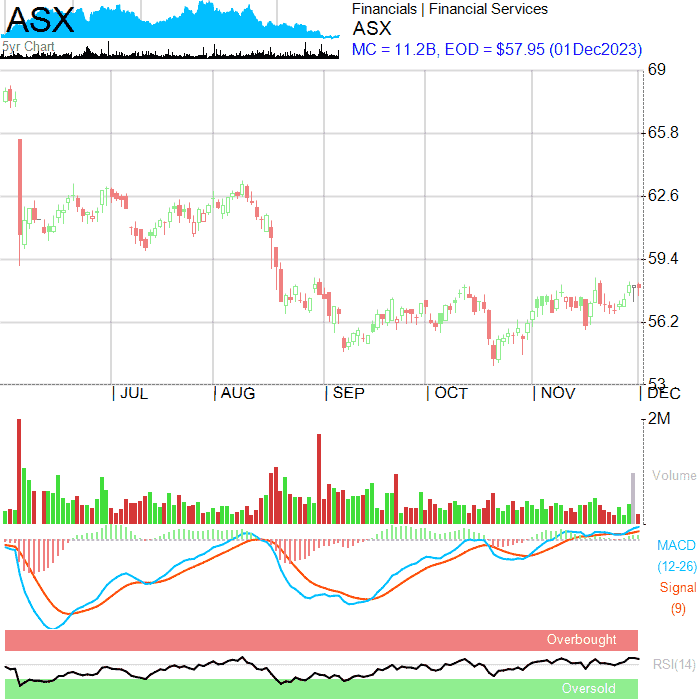 ASX
5yr Chart
Financials | Financial Services
ASX
MC = 11.2B, EOD = $57.95 (01Dec2023)
69
65.8
62.6
59.4
56.2
53
JUL AUG SEP OCT NOV DEC
2M
Volume
MACD
(12-26)
Signal
(9)
Overbought
RSI(14)
Oversold